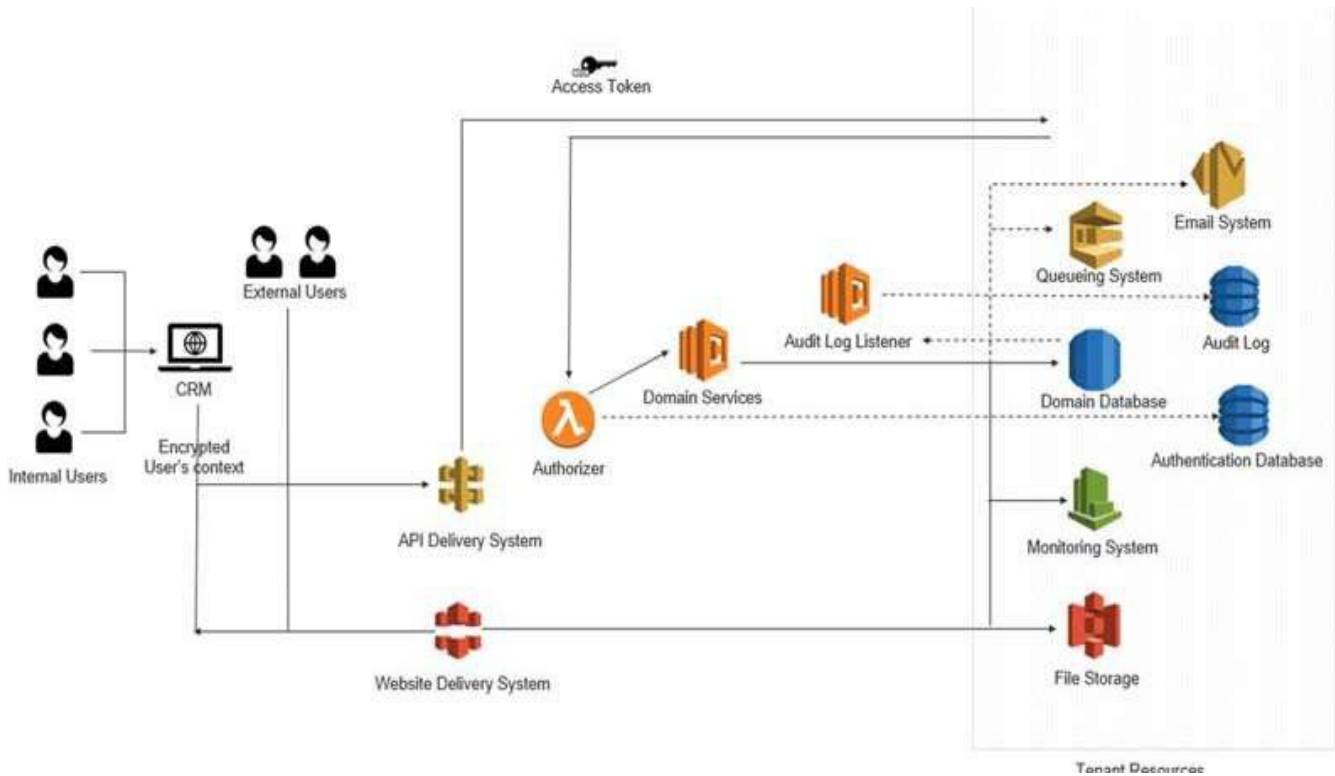 Access Token
Email System
External Users
Queueing System
CRM
Audit Log Listener
Audit Log
Domain Services
Domain Database
Encrypted
User's context
Internal Users
Authorizer
Authentication Database
API Delivery System
Monitoring System
Website Delivery System
File Storage
Tenant Resources